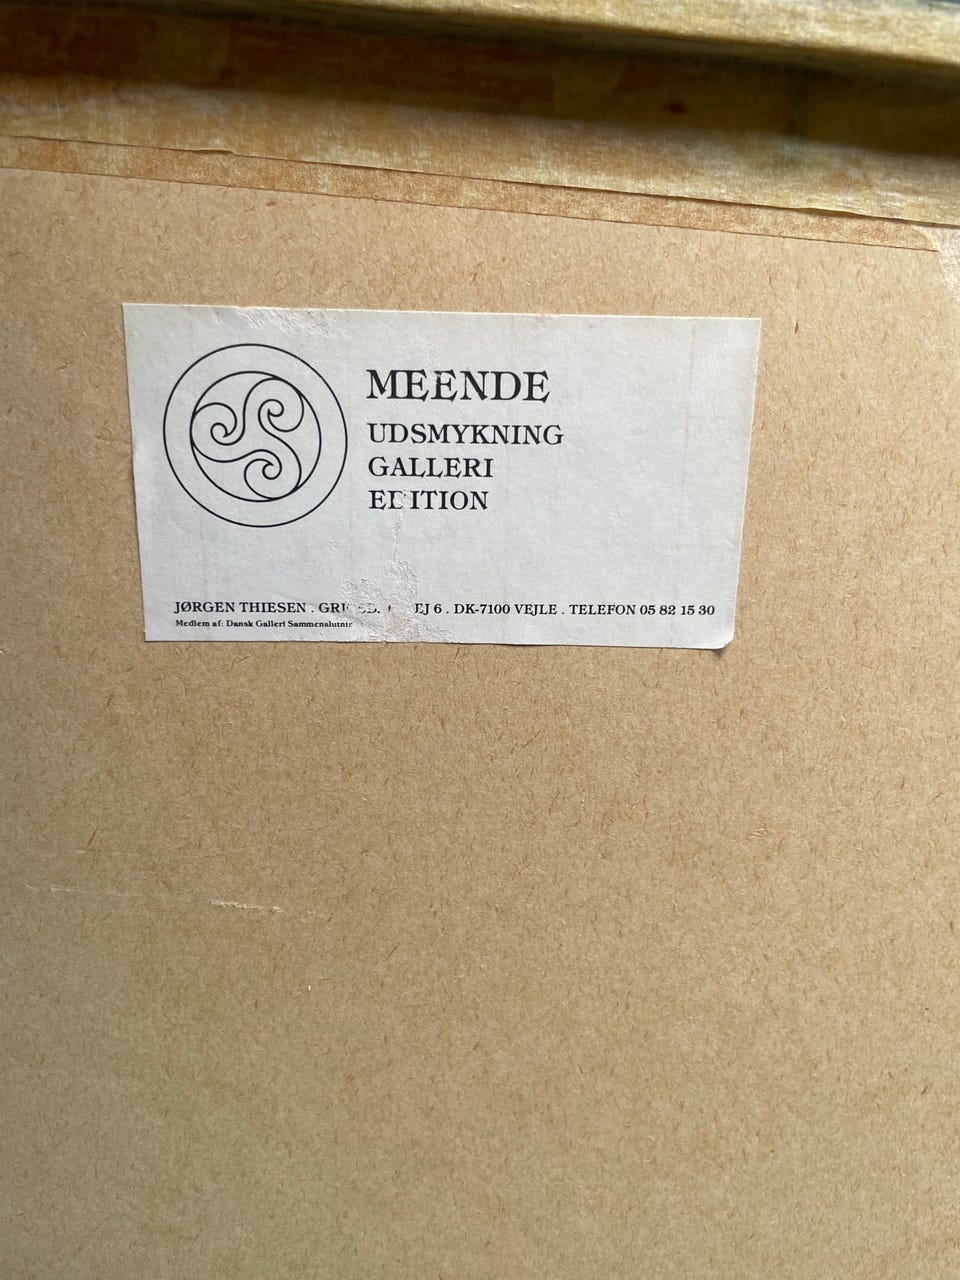 MEENDE
UDSMYKNING
GALLERI
EDITION
JØRGEN THIESEN . 6 . DK-7100 VEJLE . TELEFON 05 82 15 30
Medlem af: Dansk Galleri